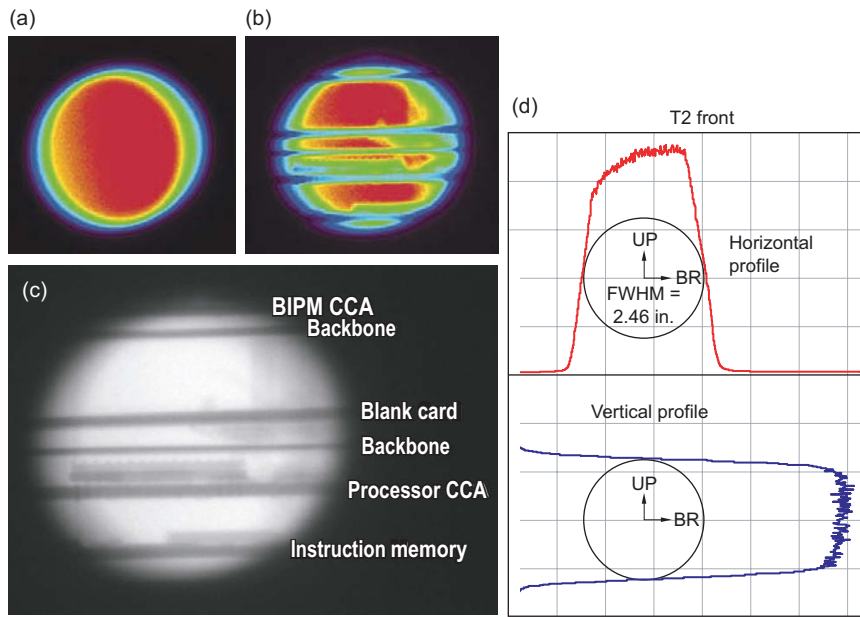 (a)
(b)
(c)
BIPM CCA
Backbone
Blank card
Backbone
Processor CCA
Instruction memory
(d)
T2 front
UP
BR
FWHM =
2.46 in.
Horizontal
profile
Vertical profile
UP
BR